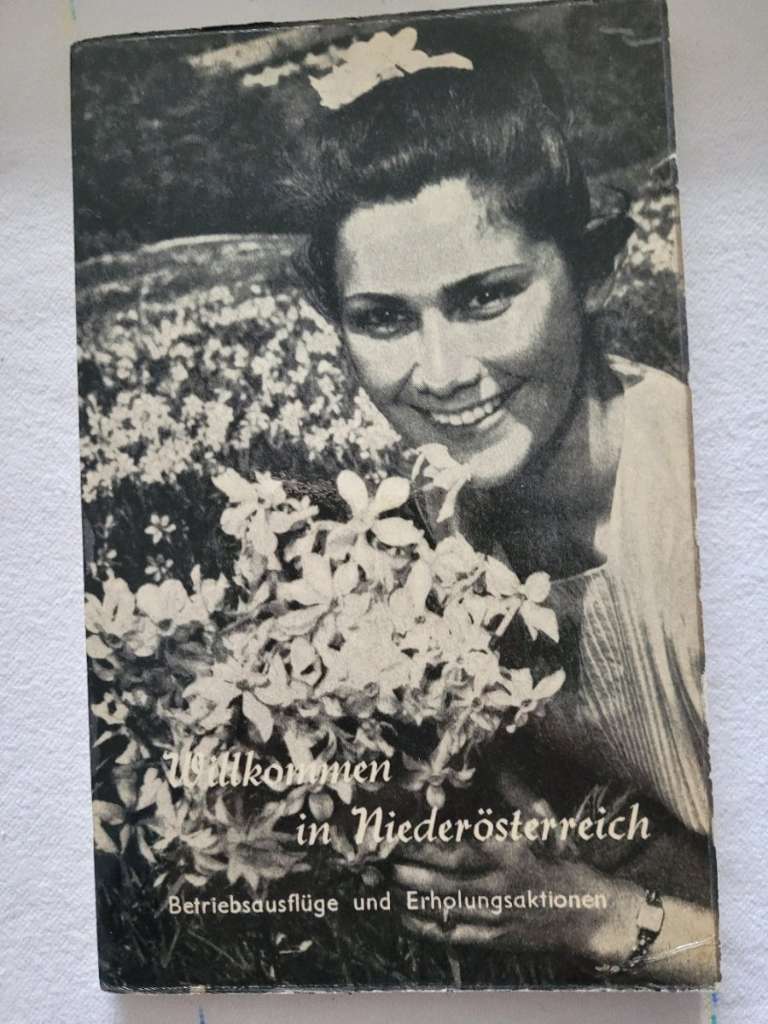 Willkommen
in Niederösterreich
Betriebsausflüge und Erholungsaktionen